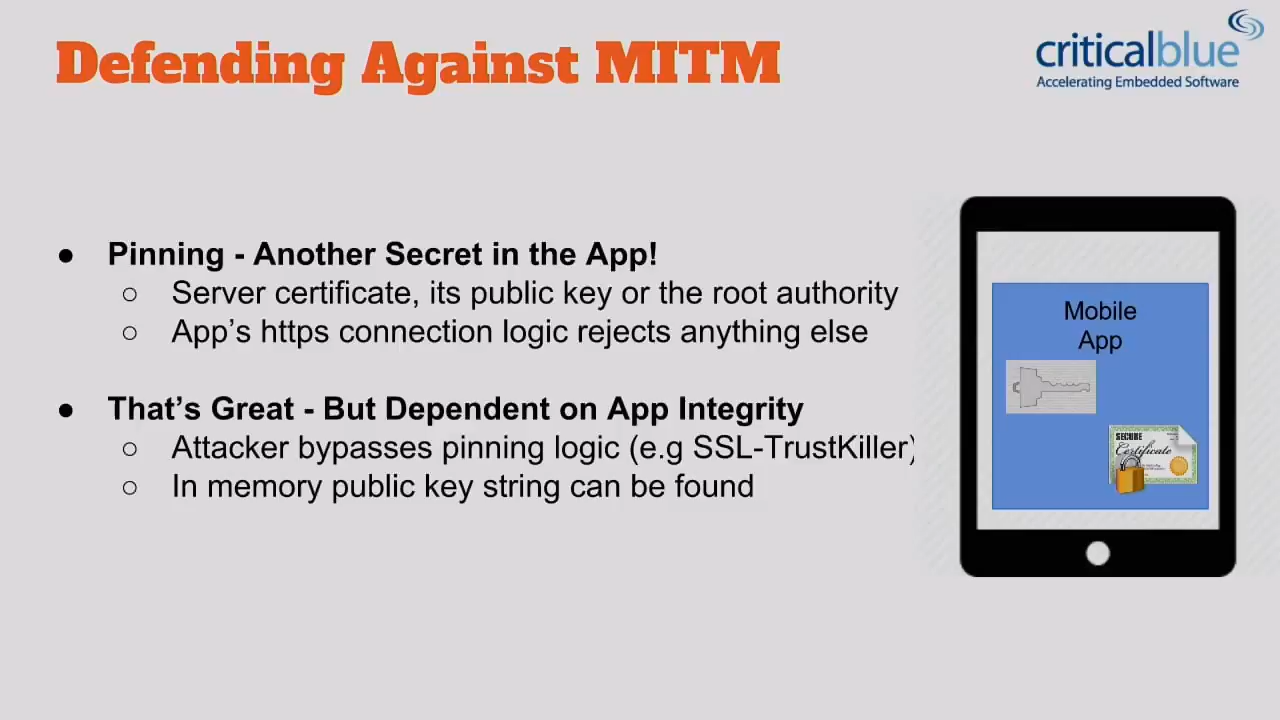 Defending Against MITM
criticalblue
Accelerating Embedded Software
● Pinning - Another Secret in the App!
○ Server certificate, its public key or the root authority
○ App's https connection logic rejects anything else
● That's Great - But Dependent on App Integrity
○ Attacker bypasses pinning logic (e.g SSL-TrustKiller)
○ In memory public key string can be found
Mobile
App
SECURE
Certificate